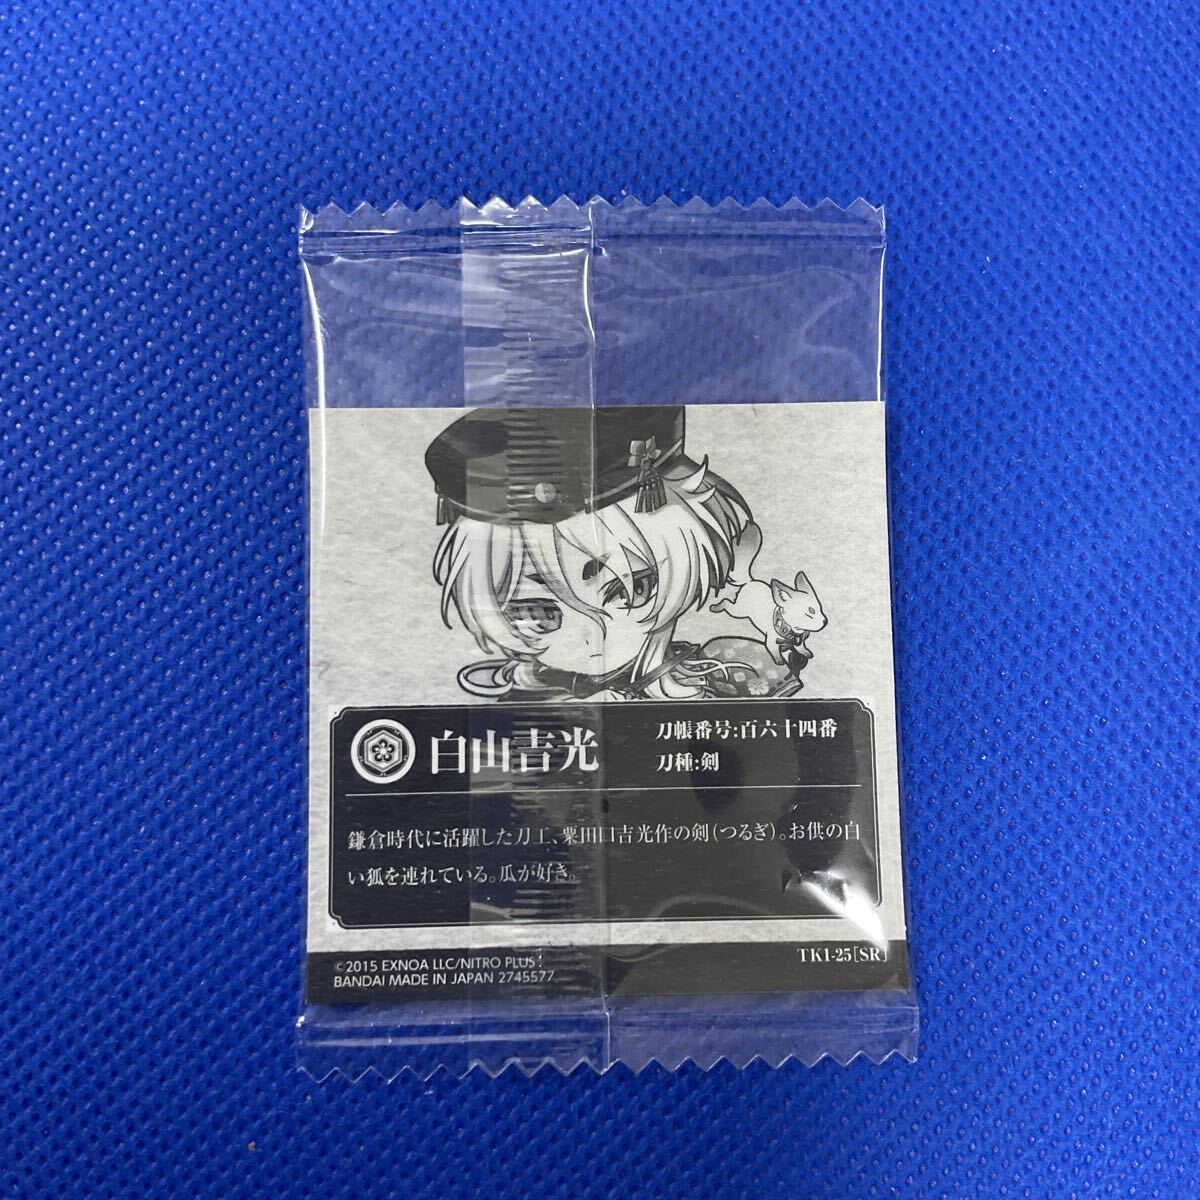 白山吉光
刀帳番号:百六十四番
刀種:剣
鎌倉時代に活躍した刀工、粟田口吉光作の剣(つるぎ)。お供の白
い狐を連れている。瓜が好き。
©2015 EXNOA LLC/NITRO PLUS
BANDAI MADE IN JAPAN 2745577
TK1-25[SR]